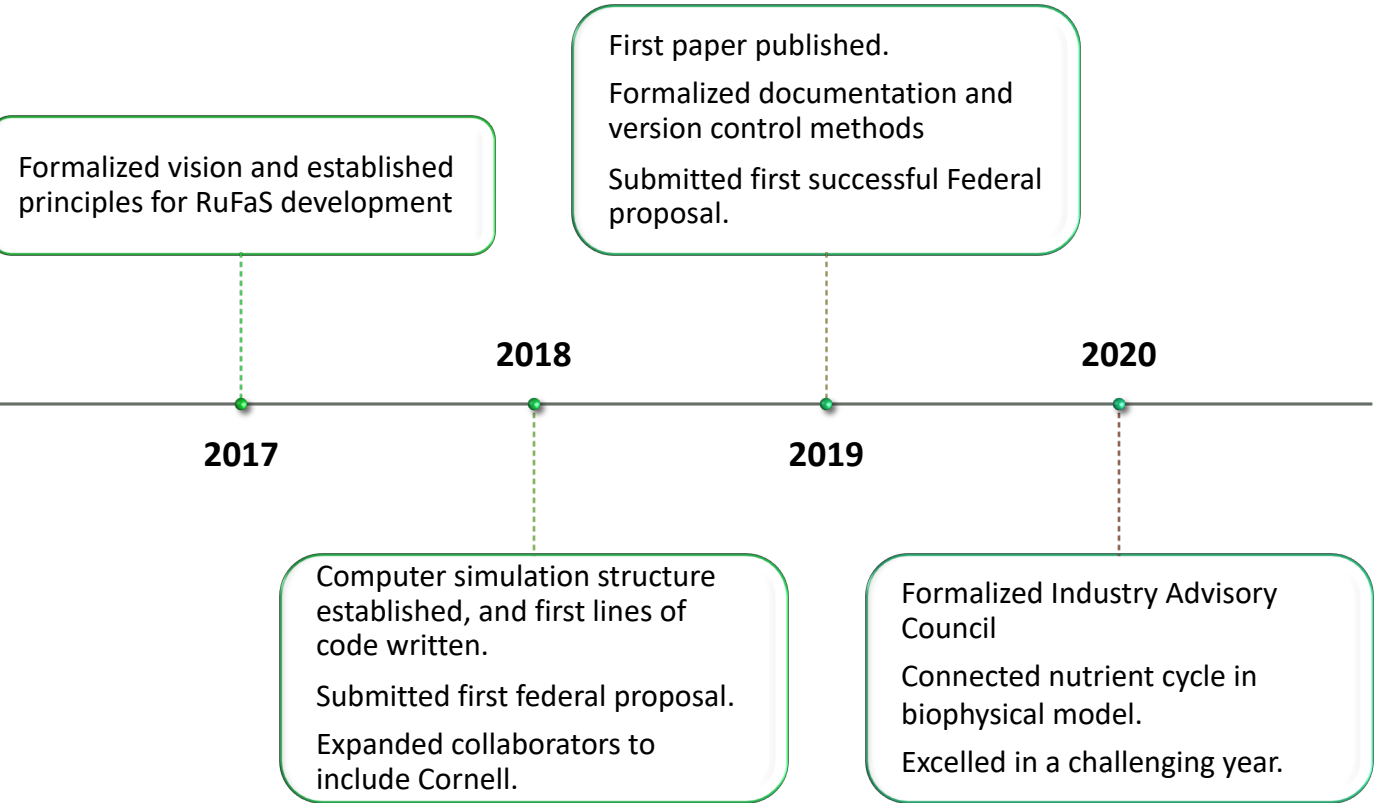 Formalized vision and established
principles for RuFaS development
2017
2018
Computer simulation structure
established, and first lines of
code written.
Submitted first federal proposal.
Expanded collaborators to
include Cornell.
First paper published.
Formalized documentation and
version control methods
Submitted first successful Federal
proposal.
2019
2020
Formalized Industry Advisory
Council
Connected nutrient cycle in
biophysical model.
Excelled in a challenging year.